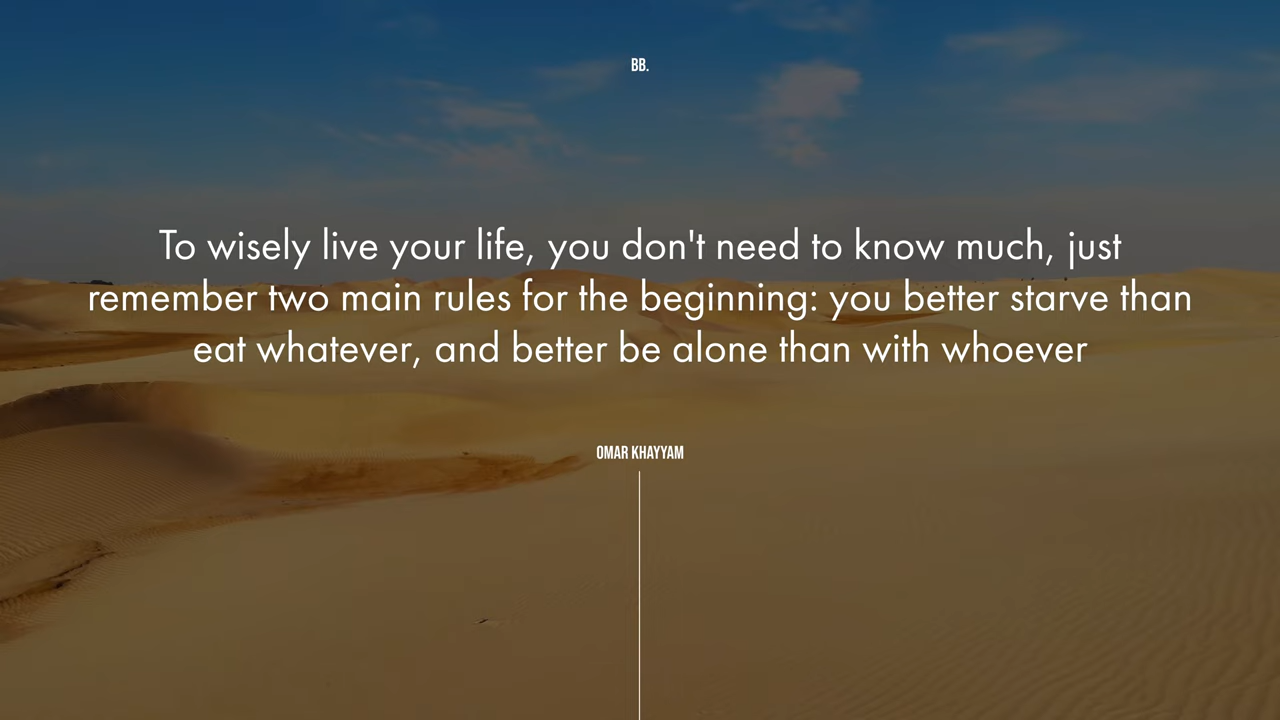 BB.
To wisely live your life, you don't need to know much, just
remember two main rules for the beginning: you better starve than
eat whatever, and better be alone than with whoever
OMAR KHAYYAM